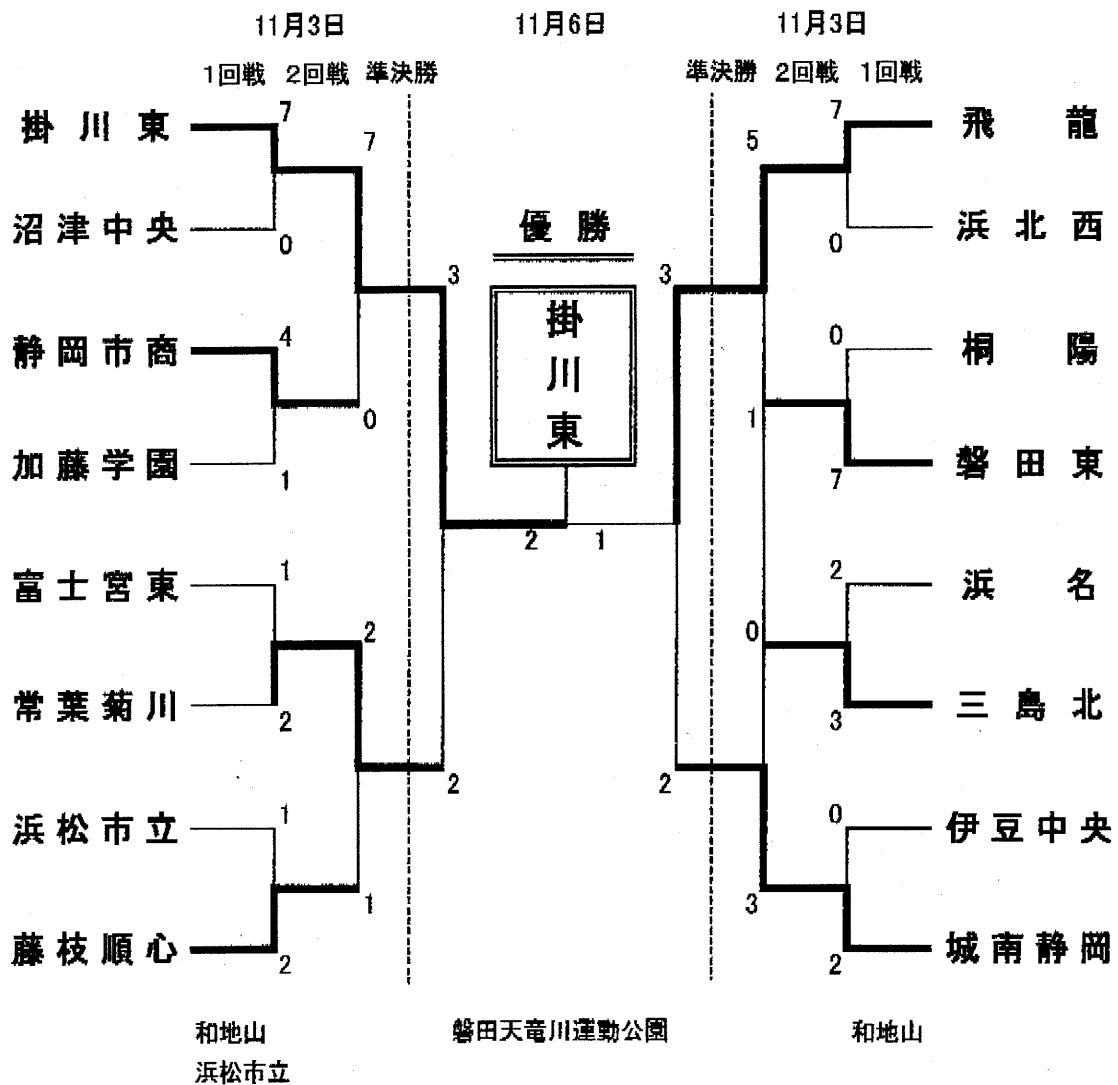 11月3日 11月6日 11月3日
1回戦 2回戦 準決勝 準決勝 2回戦 1回戦
掛川東 7 7 5 7 飛龍
沼津中央 0 0 浜北西
優勝
3 3
掛川東
静岡市商 4 0 桐陽
0 1
加藤学園 1 7 磐田東
2 1
富士宮東 1 2 浜名
2 0
常葉菊川 2 3 三島北
2 2
浜松市立 1 0 伊豆中央
1 3
藤枝順心 2 2 城南静岡
和地山 磐田天竜川運動公園 和地山
浜松市立